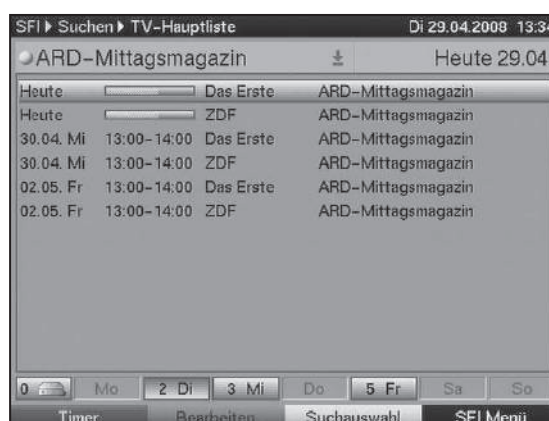 SFI Suchen TV-Hauptliste Di 29.04.2008 13:34
ARD-Mittagsmagazin Heute 29.04
Heute Das Erste ARD-Mittagsmagazin
Heute ZDF ARD-Mittagsmagazin
30.04. Mi 13:00-14:00 Das Erste ARD-Mittagsmagazin
30.04. Mi 13:00-14:00 ZDF ARD-Mittagsmagazin
02.05. Fr 13:00-14:00 Das Erste ARD-Mittagsmagazin
02.05. Fr 13:00-14:00 ZDF ARD-Mittagsmagazin
0 Mo 2 Di 3 Mi Do 5 Fr Sa So
Timer Bearbeiten Suchauswahl SFI Menü